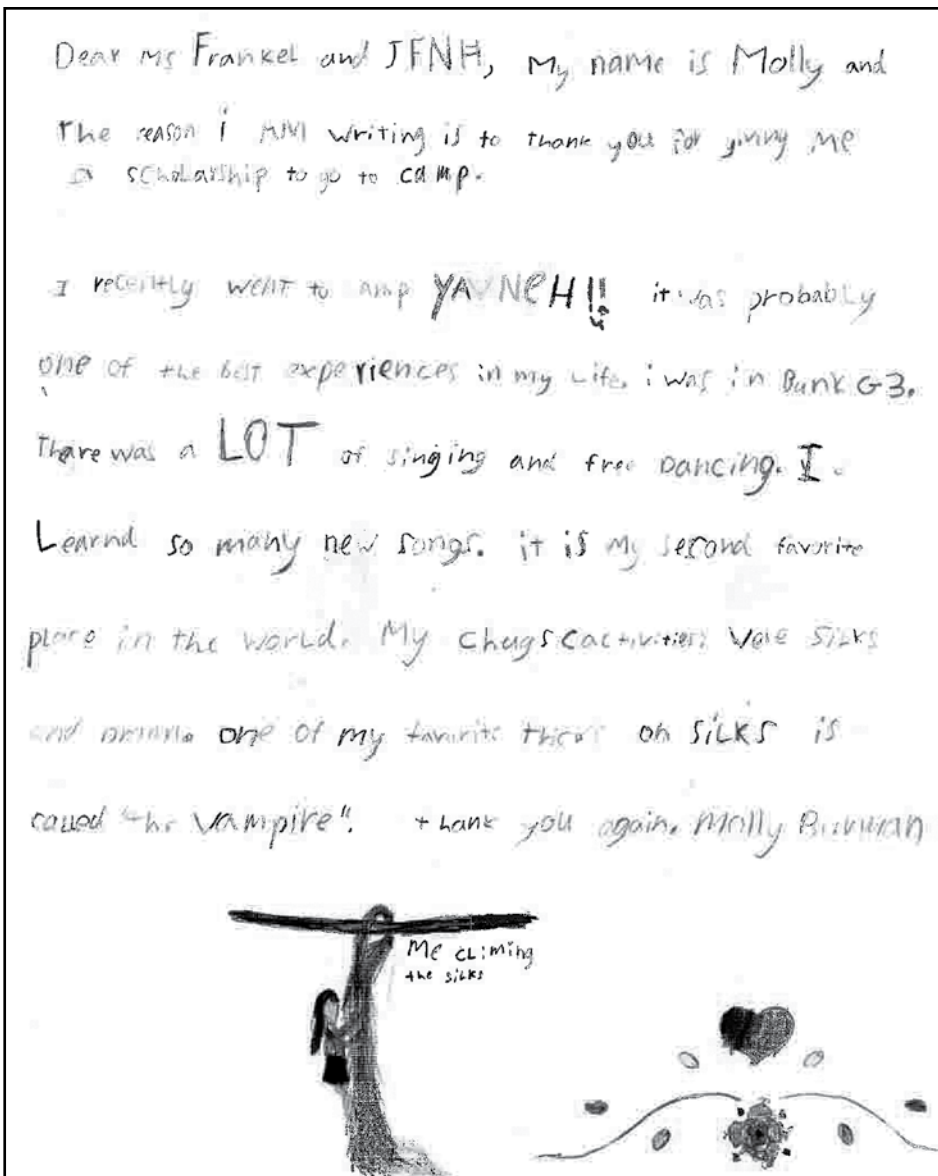 Dear Ms Frankel and JFNH, My name is Molly and
The reason i AM writing is to thank you for giving me
a scholarship to go to camp.
I recently went to amp YAVNeH!! it was probably
one of the best experiences in my Life. i was in Bunk G3.
There was a LOT of singing and free Dancing. I.
Learnd so many new songs. it is my second favorite
place in the world. My Chugs (activities) were Silks
and one of my favorite on SiLKS is
called "the Vampire". thank you again. Molly
Me cLiming
the siLks